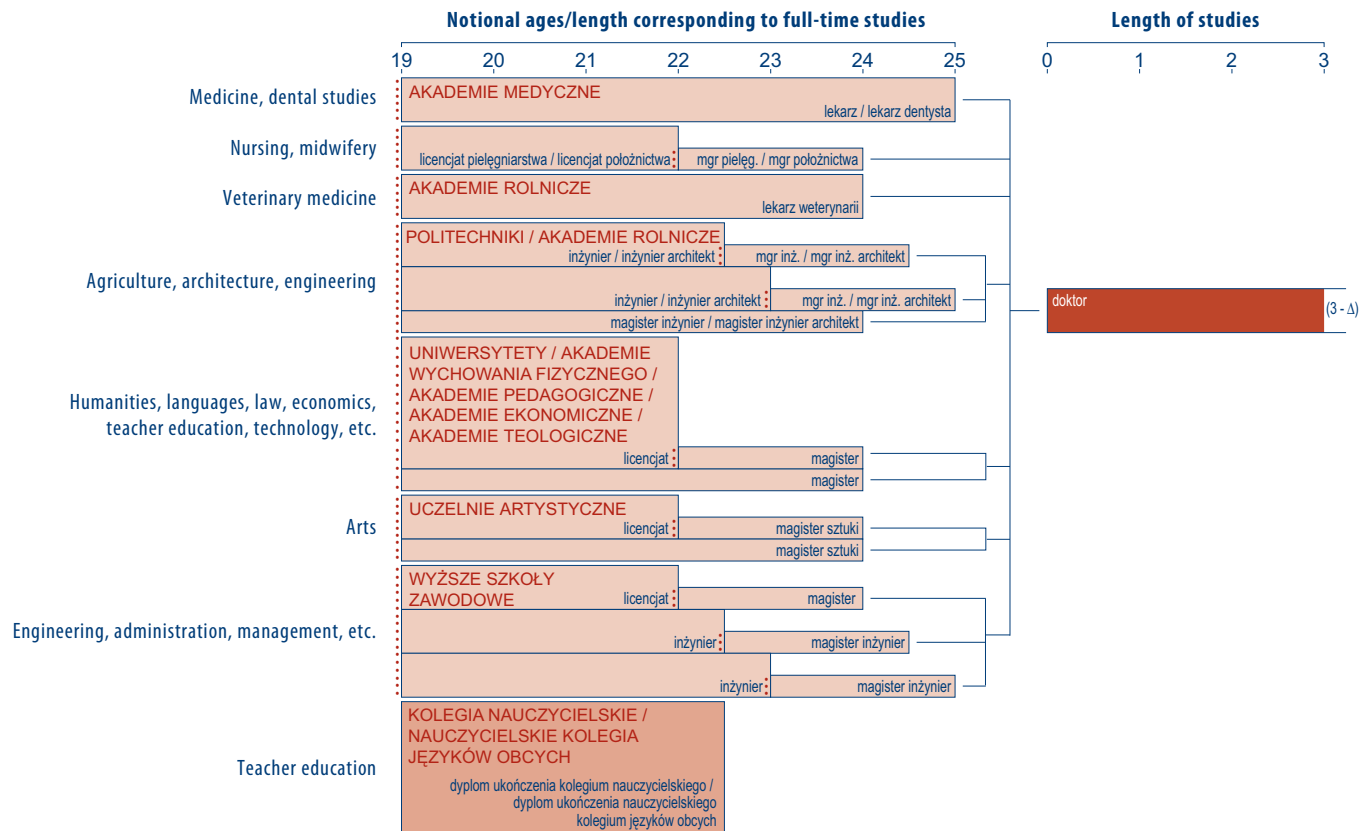 Notional ages/length corresponding to full-time studies
Length of studies
19 20 21 22 23 24 25
0 1 2 3
Medicine, dental studies
AKADEMIE MEDYCZNE
lekarz / lekarz dentysta
Nursing, midwifery
licencjat pielęgniarstwa / licencjat położnictwa
mgr pielęg. / mgr położnictwa
Veterinary medicine
AKADEMIE ROLNICZE
lekarz weterynarii
Agriculture, architecture, engineering
POLITECHNIKI / AKADEMIE ROLNICZE
inżynier / inżynier architekt
mgr inż. / mgr inż. architekt
inżynier / inżynier architekt
mgr inż. / mgr inż. architekt
magister inżynier / magister inżynier architekt
doktor
(3 - Δ)
Humanities, languages, law, economics,
teacher education, technology, etc.
UNIWERSYTETY / AKADEMIE
WYCHOWANIA FIZYCZNEGO /
AKADEMIE PEDAGOGICZNE /
AKADEMIE EKONOMICZNE /
AKADEMIE TEOLOGICZNE
licencjat
magister
magister
Arts
UCZELNIE ARTYSTYCZNE
licencjat
magister sztuki
magister sztuki
Engineering, administration, management, etc.
WYŻSZE SZKOŁY
ZAWODOWE
licencjat
magister
inżynier
magister inżynier
inżynier
magister inżynier
Teacher education
KOLEGIA NAUCZYCIELSKIE /
NAUCZYCIELSKIE KOLEGIA
JĘZYKÓW OBCYCH
dyplom ukończenia kolegium nauczycielskiego /
dyplom ukończenia nauczycielskiego
kolegium języków obcych